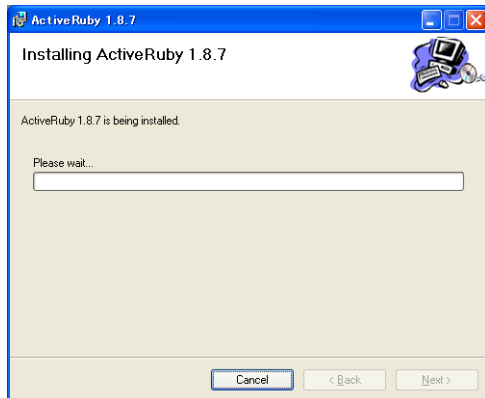 ActiveRuby 1.8.7
Installing ActiveRuby 1.8.7
ActiveRuby 1.8.7 is being installed.
Please wait...
Cancel
< Back
Next >